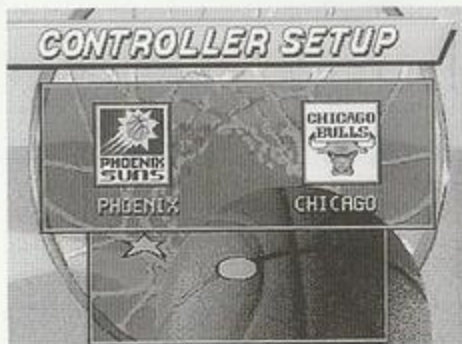 CONTROLLER SETUP
PHOENIX
SUNS
CHICAGO
BULLS
PHOENIX
CHICAGO